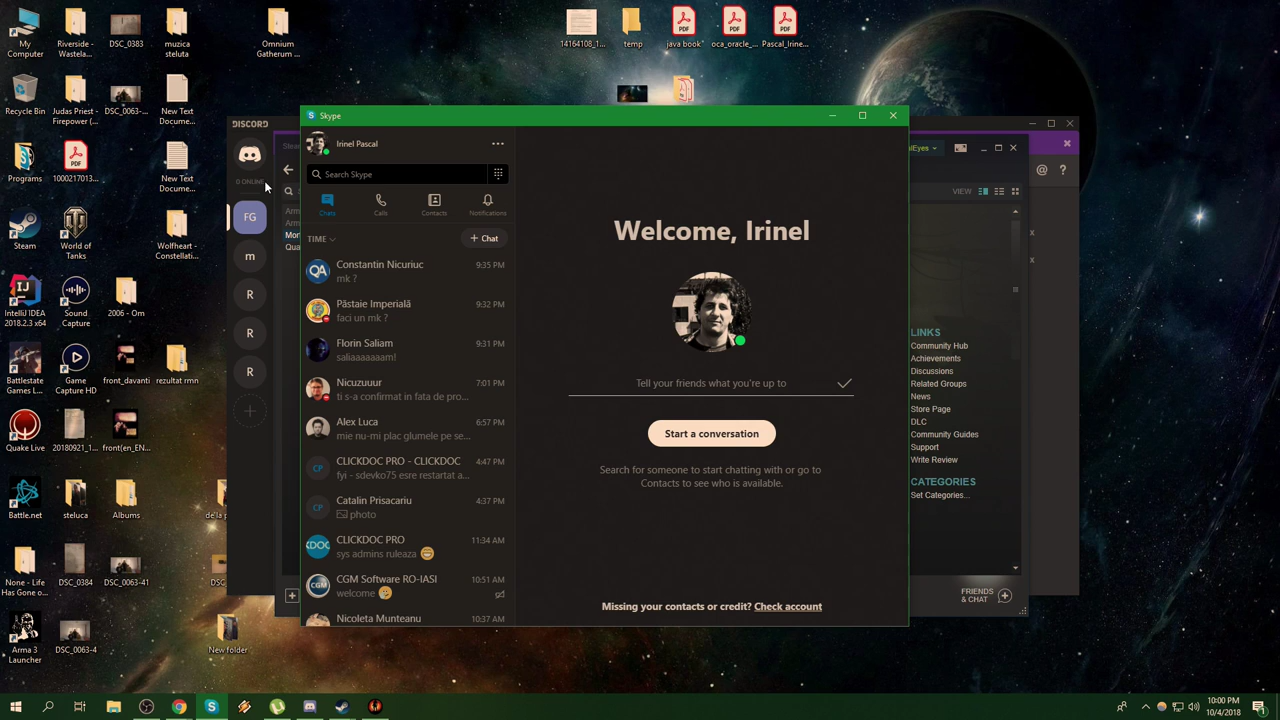 My Computer
Riverside - Wastela...
DSC_0383
muzica steluta
Omnium Gatherum ...
14164108_1...
temp
java book"
oca_oracle_...
Pascal_Irine...
Recycle Bin
Judas Priest - Firepower (...
DSC_0063-...
New Text Docume...
Programs
1000217013...
New Text Docume...
Steam
World of Tanks
Wolfheart - Constellati...
IntelliJ IDEA 2018.2.3 x64
Sound Capture
2006 - Om
Battlestate Games L...
Game Capture HD
front_davanti
rezultat rmn
Quake Live
20180921_1...
front(en_EN...
Battle.net
steluca
Albums
de la p
None - Life Has Gone o...
DSC_0384
DSC_0063-41
DSC_
Arma 3 Launcher
DSC_0063-4
New folder
DISCORD
0 ONLINE
FG
m
R
R
R
Skype
Irinel Pascal
Search Skype
Chats
Calls
Contacts
Notifications
TIME
+ Chat
QA
Constantin Nicuriuc
9:35 PM
mk ?
Păstaie Imperială
9:32 PM
faci un mk ?
Florin Saliam
9:31 PM
saliaaaaaam!
Nicuzuuur
7:01 PM
ti s-a confirmat in fata de pro...
Alex Luca
6:57 PM
mie nu-mi plac glumele pe se...
CP
CLICKDOC PRO - CLICKDOC
4:47 PM
fyi - sdevko75 esre restartat a...
CP
Catalin Prisacariu
4:37 PM
photo
CLICKDOC PRO
11:34 AM
sys admins ruleaza
CGM
CGM Software RO-IASI
10:51 AM
welcome
Nicoleta Munteanu
10:37 AM
Welcome, Irinel
Tell your friends what you're up to
Start a conversation
Search for someone to start chatting with or go to
Contacts to see who is available.
Missing your contacts or credit? Check account
VIEW
LINKS
Community Hub
Achievements
Discussions
Related Groups
News
Store Page
DLC
Community Guides
Support
Write Review
CATEGORIES
Set Categories...
FRIENDS
& CHAT
10:00 PM
10/4/2018